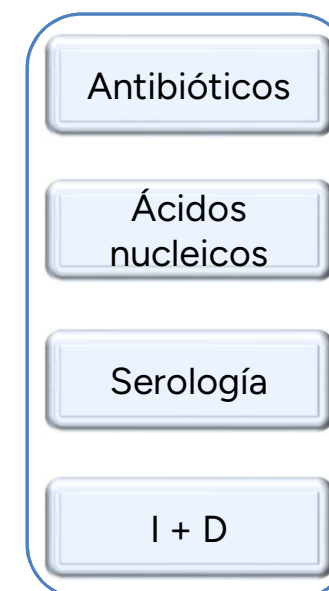 Antibióticos
Ácidos
nucleicos
Serología
I + D